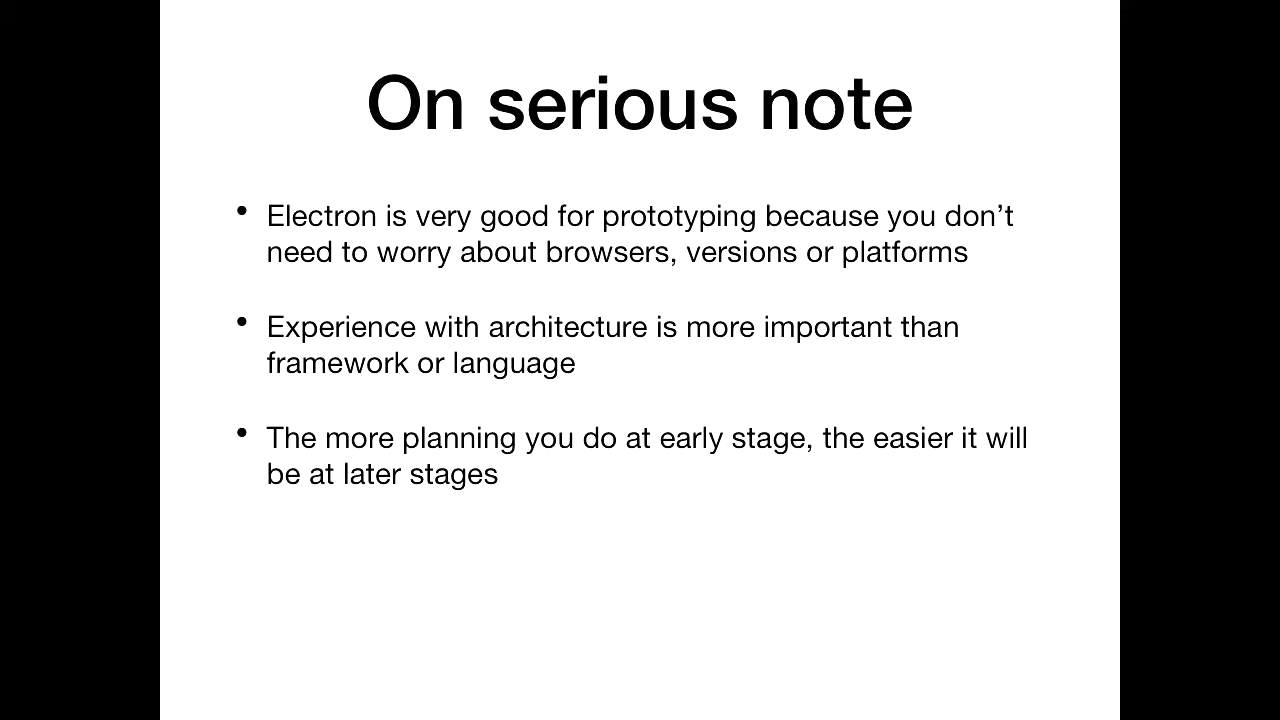 On serious note
• Electron is very good for prototyping because you don’t
need to worry about browsers, versions or platforms
• Experience with architecture is more important than
framework or language
• The more planning you do at early stage, the easier it will
be at later stages